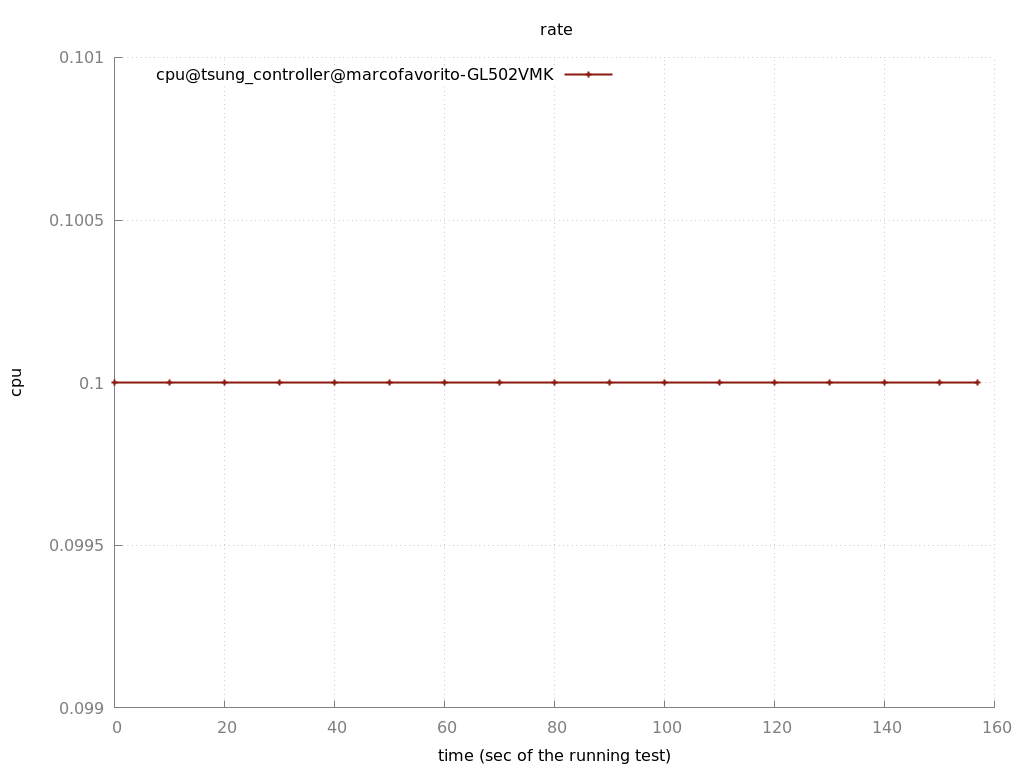 rate
0.101
cpu@tsung_controller@marcofavorito-GL502VMK
0.1005
cpu
0.1
0.0995
0.099
0 20 40 60 80 100 120 140 160
time (sec of the running test)